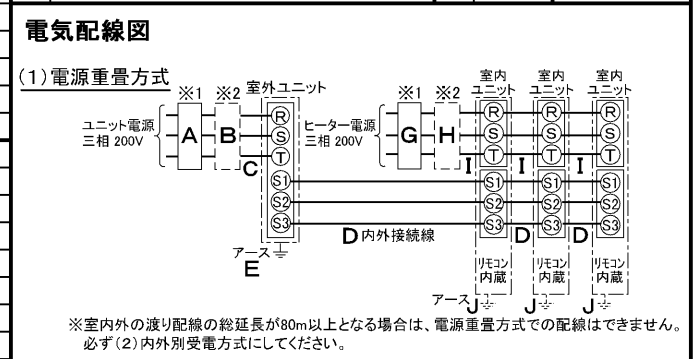 電気配線図
(1)電源重畳方式
※1 ※2 室外ユニット
ユニット電源
三相 200V
A B C
R
S
T
S1
S2
S3
アース
E
※1 ※2
ヒーター電源
三相 200V
G H
室内
ユニット
室内
ユニット
室内
ユニット
R R R
S S S
T T T
I I I
S1 S1 S1
S2 S2 S2
S3 S3 S3
D 内外接続線
D D
リモコン
内蔵
リモコン
内蔵
リモコン
内蔵
アース J J J
※室内外の渡り配線の総延長が80m以上となる場合は、電源重畳方式での配線はできません。
必ず(2)内外別受電方式にしてください。